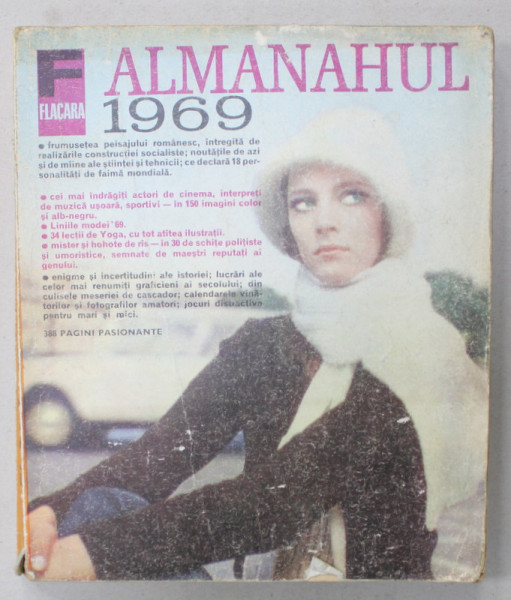 F
FLACĂRA
ALMANAHUL
1969
• frumusețea peisajului românesc, întregită de
realizările construcției socialiste; noutățile de azi
și de mîine ale științei și tehnicii; ce declară 18 per-
sonalități de faimă mondială.
• cei mai îndrăgiți actori de cinema, interpreți
de muzică ușoară, sportivi — în 150 imagini color
și alb-negru.
• Liniile modei '69.
• 34 lecții de Yoga, cu tot atîtea ilustrații.
• mister și hohote de rîs — în 30 de schițe polițiste
și umoristice, semnate de maeștri reputați ai
genului.
• enigme și incertitudini ale istoriei; lucrări ale
celor mai renumiți graficieni ai secolului; din
culisele meseriei de cascador; calendarele vînă-
torilor și fotografilor amatori; jocuri distractive
pentru mari și mici.
388 PAGINI PASIONANTE